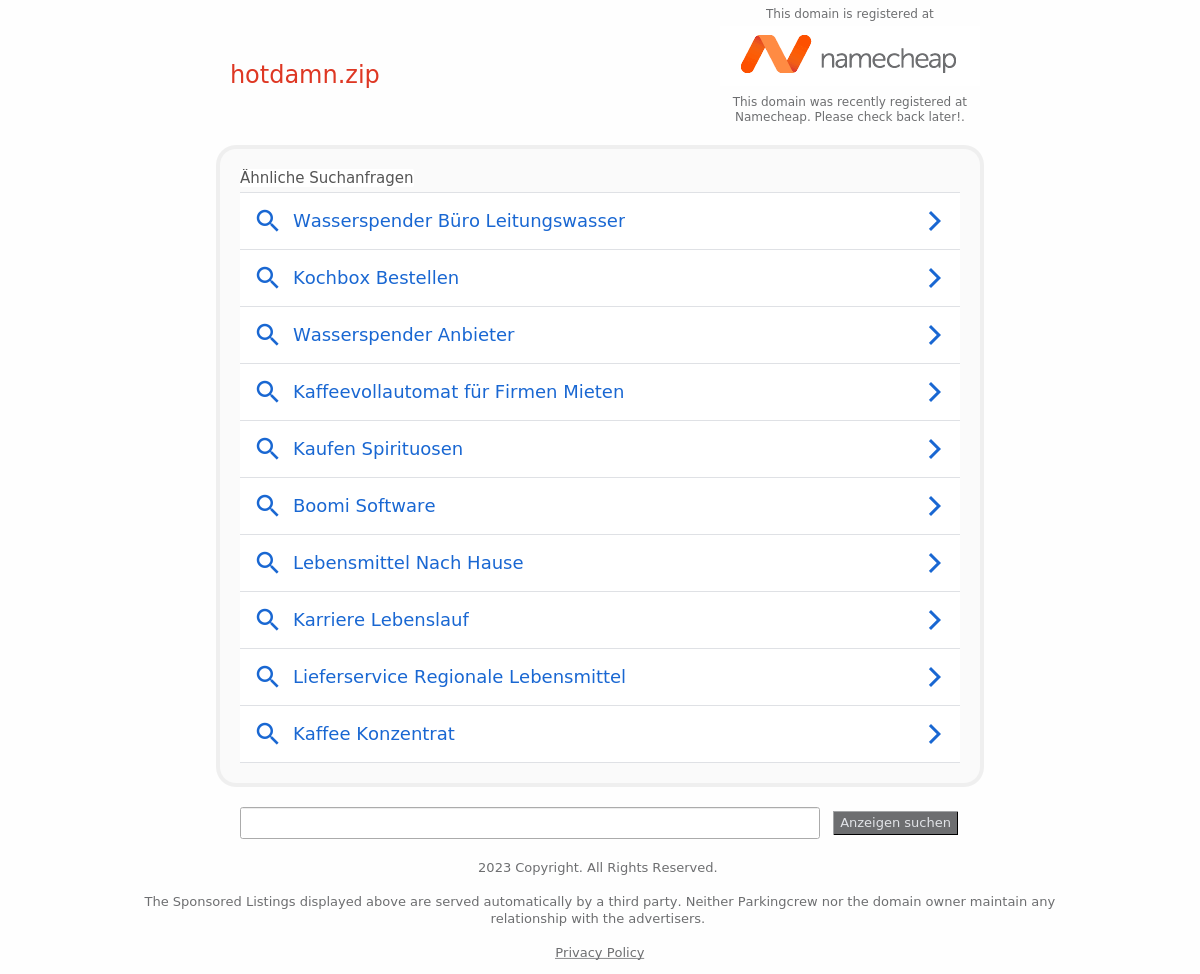 This domain is registered at
namecheap
hotdamn.zip
This domain was recently registered at
Namecheap. Please check back later!.
Ähnliche Suchanfragen
Wasserspender Büro Leitungswasser
Kochbox Bestellen
Wasserspender Anbieter
Kaffeevollautomat für Firmen Mieten
Kaufen Spirituosen
Boomi Software
Lebensmittel Nach Hause
Karriere Lebenslauf
Lieferservice Regionale Lebensmittel
Kaffee Konzentrat
Anzeigen suchen
2023 Copyright. All Rights Reserved.
The Sponsored Listings displayed above are served automatically by a third party. Neither Parkingcrew nor the domain owner maintain any
relationship with the advertisers.
Privacy Policy